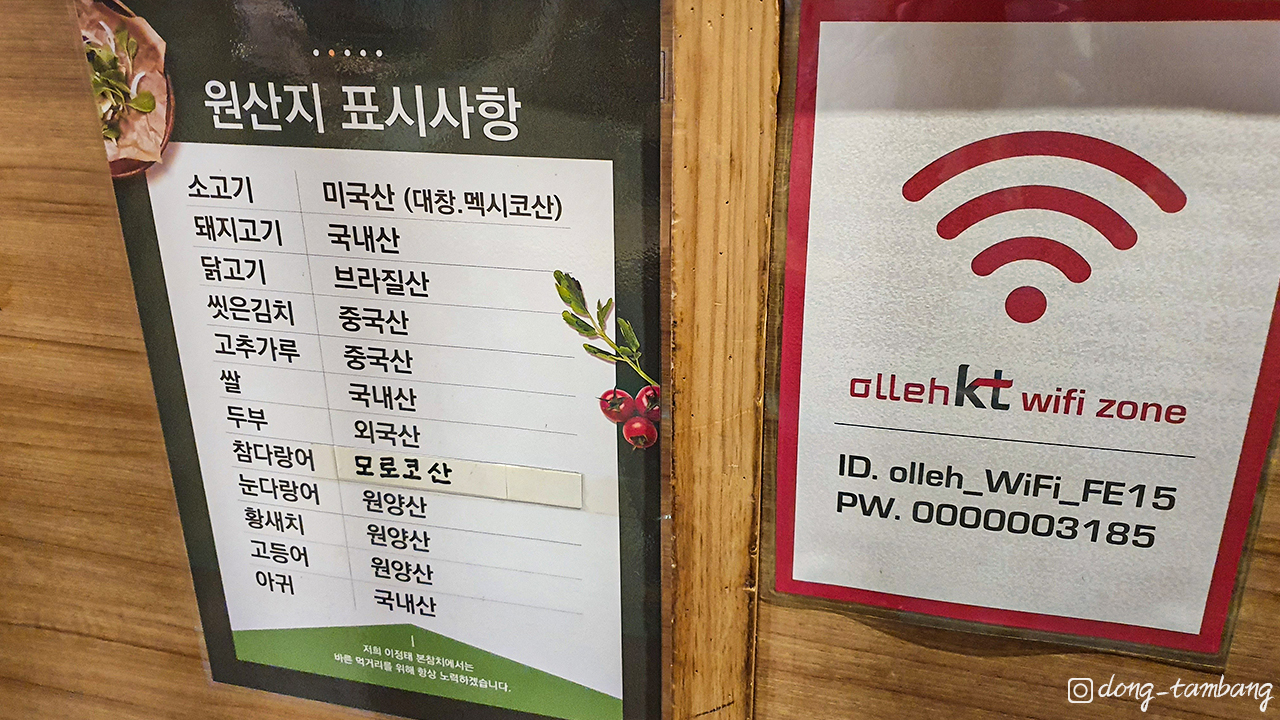 원산지 표시사항
소고기 미국산 (대창.멕시코산)
돼지고기 국내산
닭고기 브라질산
씻은김치 중국산
고추가루 중국산
쌀 국내산
두부 외국산
참다랑어 모로코산
눈다랑어 원양산
황새치 원양산
고등어 원양산
아귀 국내산
저희 이정태 본참치에서는
바른 먹거리를 위해 항상 노력하겠습니다.
olleh kt wifi zone
ID. olleh_WiFi_FE15
PW. 0000003185
dong_tambang